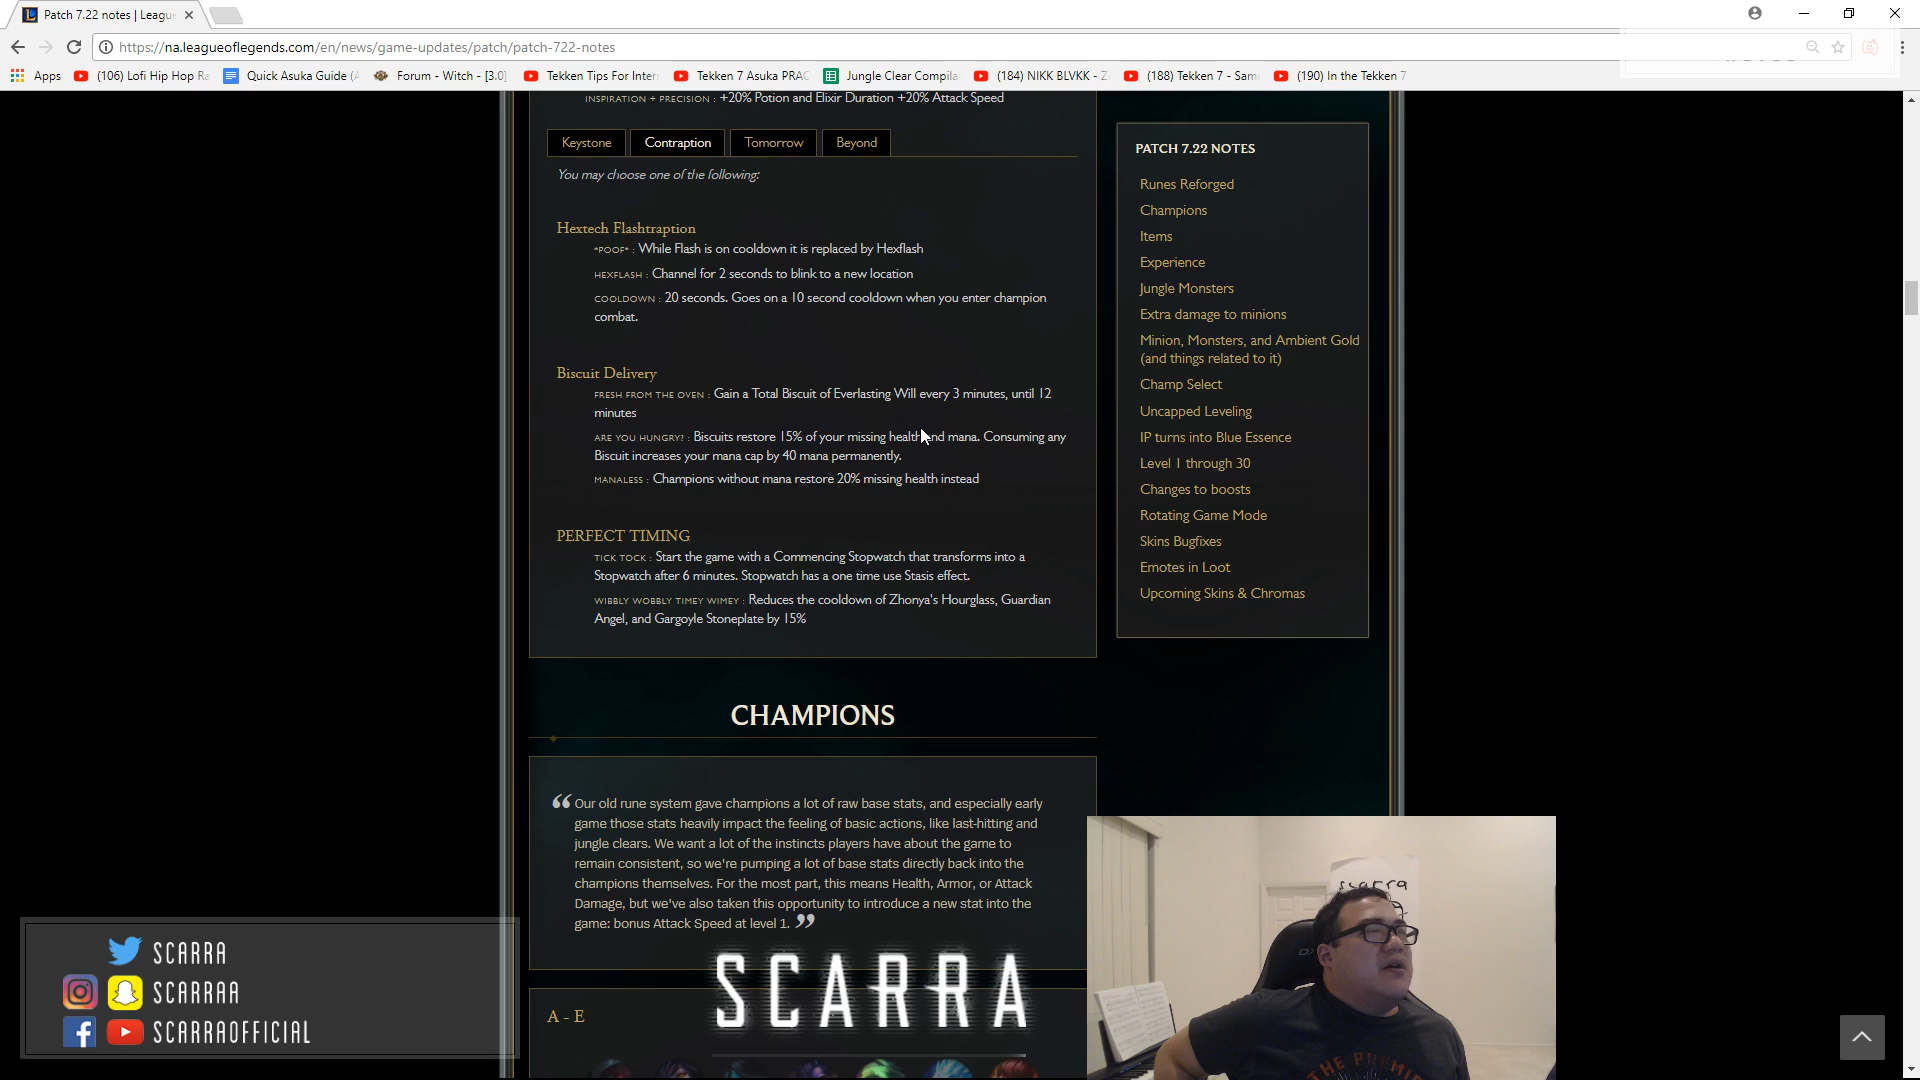 Patch 7.22 notes | Leagu
https://na.leagueoflegends.com/en/news/game-updates/patch/patch-722-notes
Apps (106) Lofi Hip Hop Ra Quick Asuka Guide (A Forum - Witch - [3.0] Tekken Tips For Inter Tekken 7 Asuka PRAC Jungle Clear Compila (184) NIKK BLVKK - Z (188) Tekken 7 - Sam (190) In the Tekken 7
INSPIRATION + PRECISION : +20% Potion and Elixir Duration +20% Attack Speed
Keystone Contraption Tomorrow Beyond
You may choose one of the following:
Hextech Flashtraption
*POOF* : While Flash is on cooldown it is replaced by Hexflash
HEXFLASH : Channel for 2 seconds to blink to a new location
COOLDOWN : 20 seconds. Goes on a 10 second cooldown when you enter champion
combat.
Biscuit Delivery
FRESH FROM THE OVEN : Gain a Total Biscuit of Everlasting Will every 3 minutes, until 12
minutes
ARE YOU HUNGRY? : Biscuits restore 15% of your missing health and mana. Consuming any
Biscuit increases your mana cap by 40 mana permanently.
MANALESS : Champions without mana restore 20% missing health instead
PERFECT TIMING
TICK TOCK : Start the game with a Commencing Stopwatch that transforms into a
Stopwatch after 6 minutes. Stopwatch has a one time use Stasis effect.
WIBBLY WOBBLY TIMEY WIMEY : Reduces the cooldown of Zhonya's Hourglass, Guardian
Angel, and Gargoyle Stoneplate by 15%
CHAMPIONS
“ Our old rune system gave champions a lot of raw base stats, and especially early
game those stats heavily impact the feeling of basic actions, like last-hitting and
jungle clears. We want a lot of the instincts players have about the game to
remain consistent, so we're pumping a lot of base stats directly back into the
champions themselves. For the most part, this means Health, Armor, or Attack
Damage, but we've also taken this opportunity to introduce a new stat into the
game: bonus Attack Speed at level 1. ”
A - E
PATCH 7.22 NOTES
Runes Reforged
Champions
Items
Experience
Jungle Monsters
Extra damage to minions
Minion, Monsters, and Ambient Gold
(and things related to it)
Champ Select
Uncapped Leveling
IP turns into Blue Essence
Level 1 through 30
Changes to boosts
Rotating Game Mode
Skins Bugfixes
Emotes in Loot
Upcoming Skins & Chromas
SCARRA
SCARRAA
SCARRAOFFICIAL
SCARRA
scarra
THE PREMIE